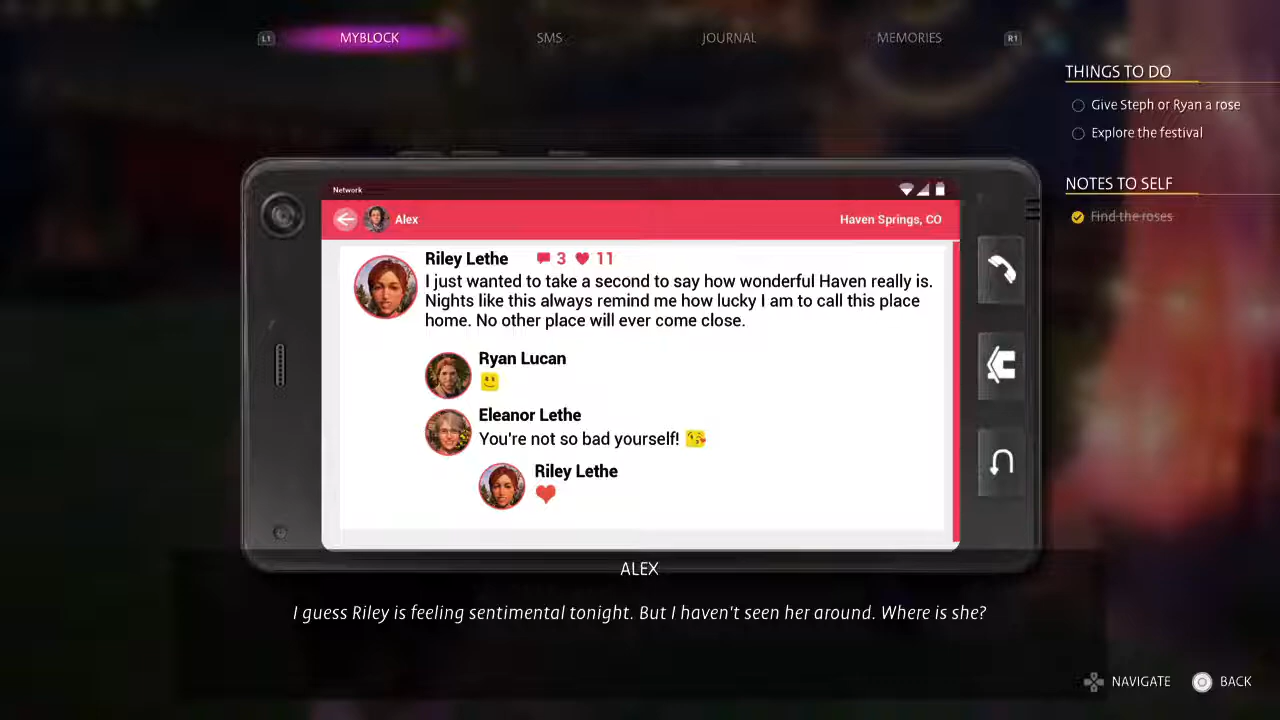 L1
MYBLOCK
SMS
JOURNAL
MEMORIES
R1
THINGS TO DO
Give Steph or Ryan a rose
Explore the festival
NOTES TO SELF
Find the roses
Network
Alex
Haven Springs, CO
Riley Lethe 3 11
I just wanted to take a second to say how wonderful Haven really is.
Nights like this always remind me how lucky I am to call this place
home. No other place will ever come close.
Ryan Lucan
Eleanor Lethe
You're not so bad yourself!
Riley Lethe
ALEX
I guess Riley is feeling sentimental tonight. But I haven't seen her around. Where is she?
NAVIGATE
BACK